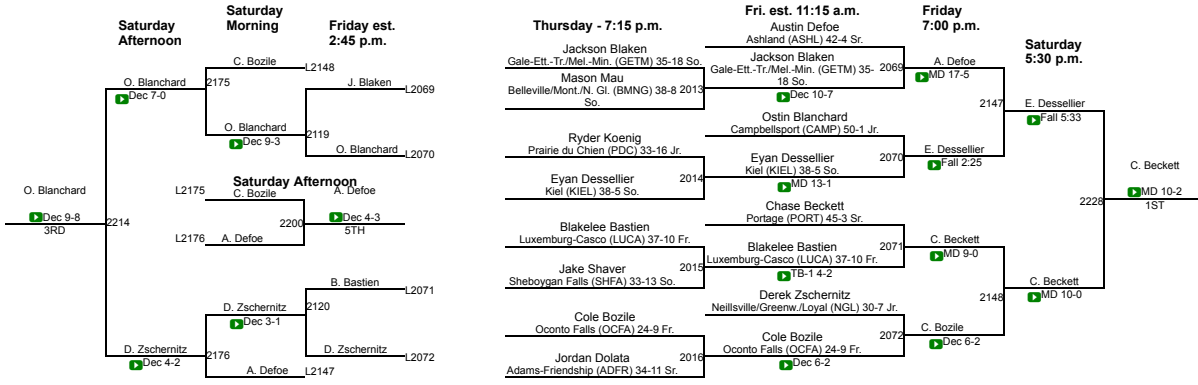 Saturday
Afternoon
Saturday
Morning
Friday est.
2:45 p.m.
Thursday - 7:15 p.m.
Fri. est. 11:15 a.m.
Friday
7:00 p.m.
Saturday
5:30 p.m.
C. Bozile
L2148
O. Blanchard
Dec 7-0
2175
J. Blaken
L2069
O. Blanchard
Dec 9-3
2119
O. Blanchard
L2070
O. Blanchard
Dec 9-8
3RD
2214
Saturday Afternoon
L2175
C. Bozile
A. Defoe
2200
Dec 4-3
5TH
L2176
A. Defoe
B. Bastien
L2071
D. Zschernitz
Dec 3-1
2120
D. Zschernitz
Dec 4-2
2176
D. Zschernitz
L2072
A. Defoe
L2147
Jackson Blaken
Gale-Ett.-Tr./Mel.-Min. (GETM) 35-18 So.
Mason Mau
Belleville/Mont./N. Gl. (BMNG) 38-8
So.
2013
Ryder Koenig
Prairie du Chien (PDC) 33-16 Jr.
Eyan Dessellier
Kiel (KIEL) 38-5 So.
2014
Blakelee Bastien
Luxemburg-Casco (LUCA) 37-10 Fr.
Jake Shaver
Sheboygan Falls (SHFA) 33-13 So.
2015
Cole Bozile
Oconto Falls (OCFA) 24-9 Fr.
Jordan Dolata
Adams-Friendship (ADFR) 34-11 Sr.
2016
Austin Defoe
Ashland (ASHL) 42-4 Sr.
Jackson Blaken
Gale-Ett.-Tr./Mel.-Min. (GETM) 35-
18 So.
Dec 10-7
2069
Ostin Blanchard
Campbellsport (CAMP) 50-1 Jr.
Eyan Dessellier
Kiel (KIEL) 38-5 So.
MD 13-1
2070
Chase Beckett
Portage (PORT) 45-3 Sr.
Blakelee Bastien
Luxemburg-Casco (LUCA) 37-10 Fr.
TB-1 4-2
2071
Derek Zschernitz
Neillsville/Greenw./Loyal (NGL) 30-7 Jr.
Cole Bozile
Oconto Falls (OCFA) 24-9 Fr.
Dec 6-2
2072
A. Defoe
MD 17-5
2147
E. Dessellier
Fall 2:25
C. Beckett
MD 9-0
2148
C. Bozile
Dec 6-2
E. Dessellier
Fall 5:33
2228
C. Beckett
MD 10-0
C. Beckett
MD 10-2
1ST